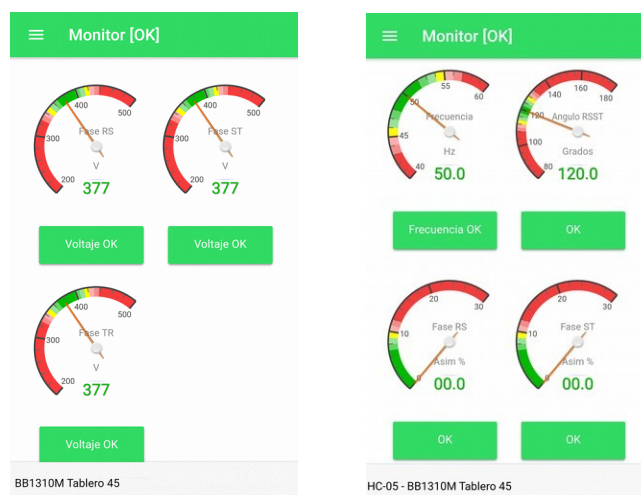 Monitor [OK]
200
300
400
500
Fase RS
V
377
200
300
400
500
Fase ST
V
377
Voltaje OK
Voltaje OK
200
300
400
500
Fase TR
V
377
Voltaje OK
BB1310M Tablero 45
Monitor [OK]
40
45
50
55
60
Frecuencia
Hz
50.0
80
100
120
140
160
180
Angulo RSST
Grados
120.0
Frecuencia OK
OK
0
10
20
30
Fase RS
Asim %
00.0
0
10
20
30
Fase ST
Asim %
00.0
OK
OK
HC-05 - BB1310M Tablero 45